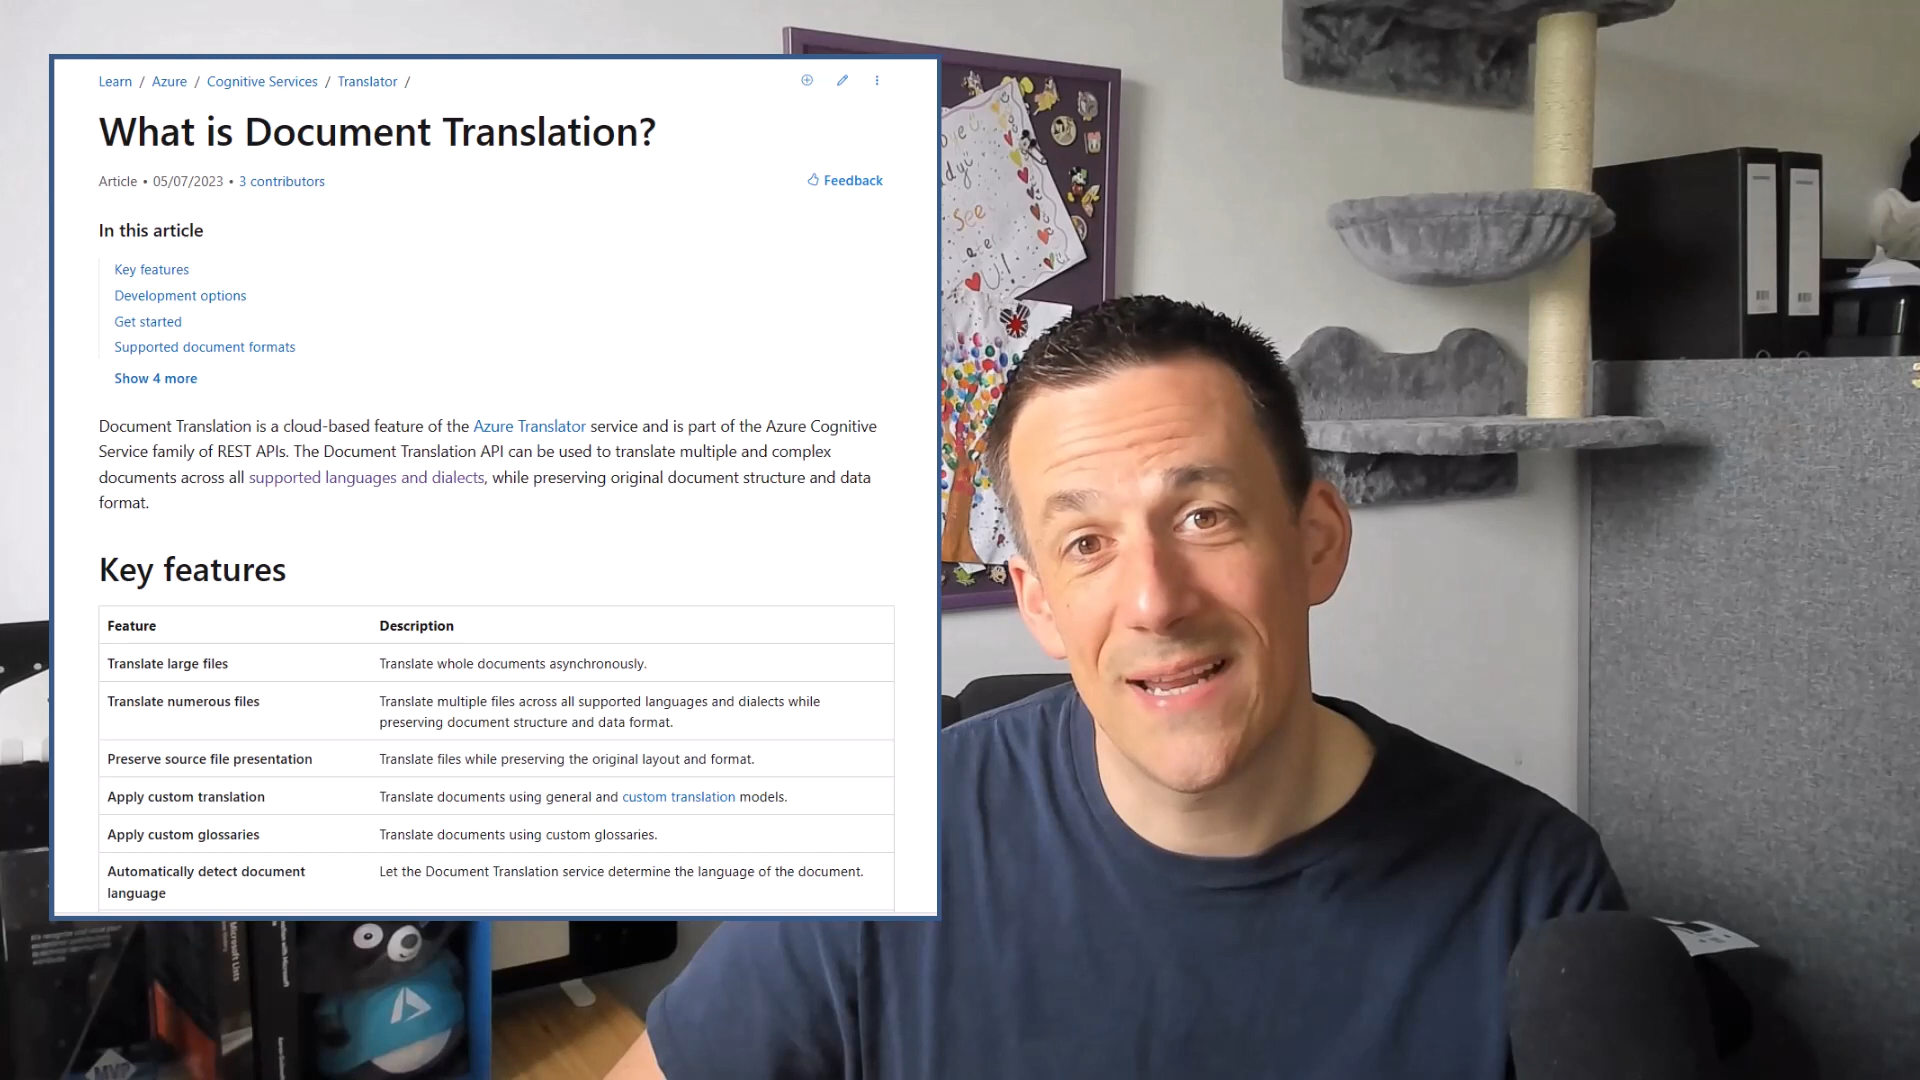 Learn / Azure / Cognitive Services / Translator /
What is Document Translation?
Article • 05/07/2023 • 3 contributors
Feedback
In this article
Key features
Development options
Get started
Supported document formats
Show 4 more
Document Translation is a cloud-based feature of the Azure Translator service and is part of the Azure Cognitive
Service family of REST APIs. The Document Translation API can be used to translate multiple and complex
documents across all supported languages and dialects, while preserving original document structure and data
format.
Key features
Feature Description
Translate large files Translate whole documents asynchronously.
Translate numerous files Translate multiple files across all supported languages and dialects while
preserving document structure and data format.
Preserve source file presentation Translate files while preserving the original layout and format.
Apply custom translation Translate documents using general and custom translation models.
Apply custom glossaries Translate documents using custom glossaries.
Automatically detect document Let the Document Translation service determine the language of the document.
language
See
U!
Microsoft Lists
MVP